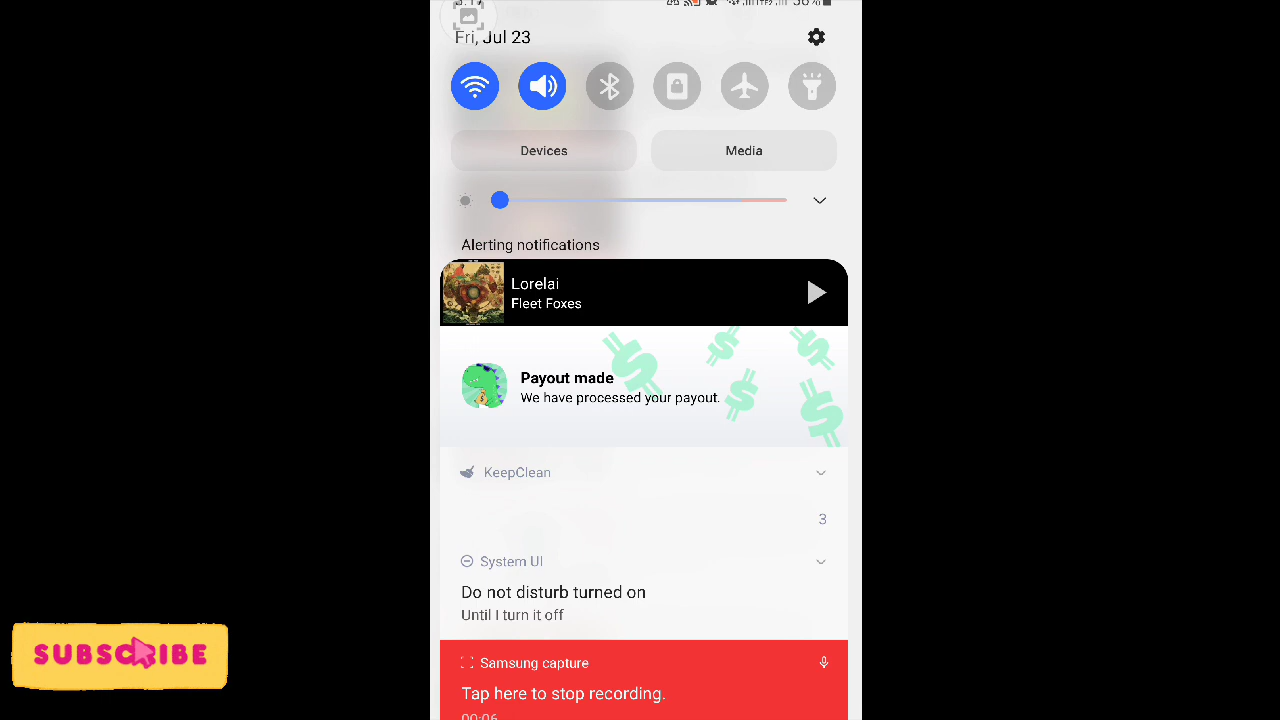 Fri, Jul 23
Devices
Media
Alerting notifications
Lorelai
Fleet Foxes
Payout made
We have processed your payout.
KeepClean
3
System UI
Do not disturb turned on
Until I turn it off
SUBSCRIBE
Samsung capture
Tap here to stop recording.
00:06